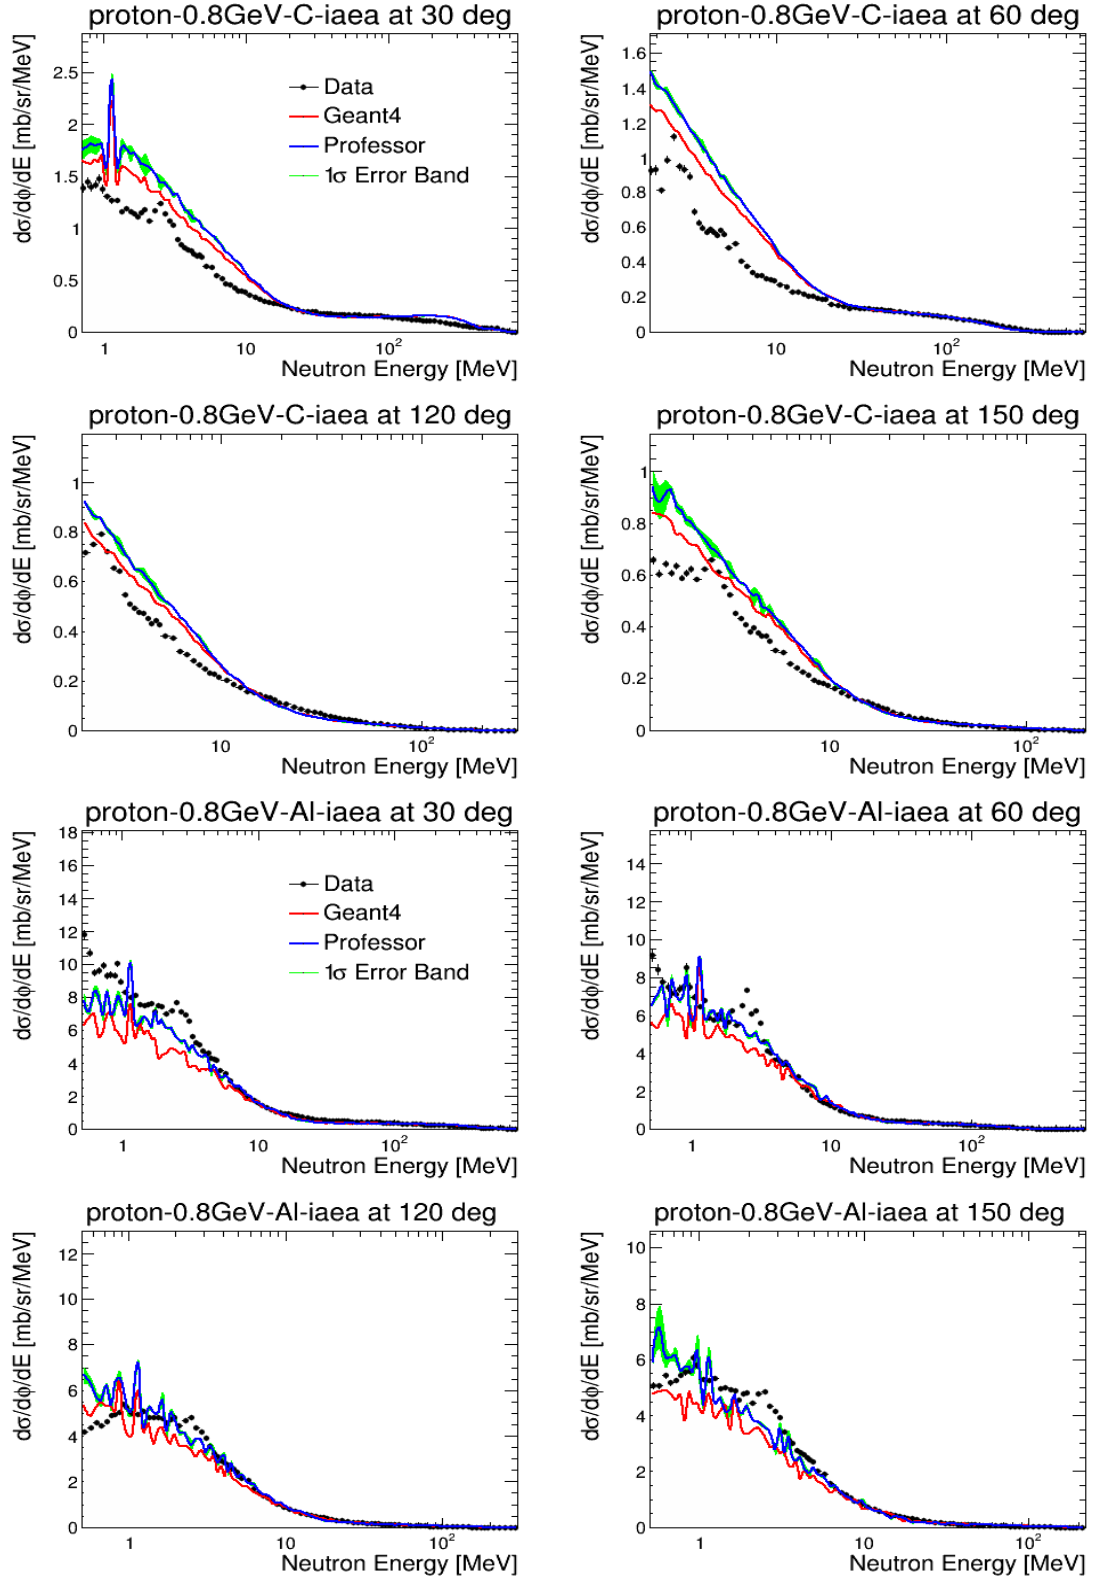 proton-0.8GeV-C-iaea at 30 deg
dσ/dϕ/dE [mb/sr/MeV]
2.5
2
1.5
1
0.5
0
Data
Geant4
Professor
1σ Error Band
1
10
10²
Neutron Energy [MeV]
proton-0.8GeV-C-iaea at 60 deg
dσ/dϕ/dE [mb/sr/MeV]
1.6
1.4
1.2
1
0.8
0.6
0.4
0.2
0
10
10²
Neutron Energy [MeV]
proton-0.8GeV-C-iaea at 120 deg
dσ/dϕ/dE [mb/sr/MeV]
1
0.8
0.6
0.4
0.2
0
10
10²
Neutron Energy [MeV]
proton-0.8GeV-C-iaea at 150 deg
dσ/dϕ/dE [mb/sr/MeV]
1
0.8
0.6
0.4
0.2
0
10
10²
Neutron Energy [MeV]
proton-0.8GeV-Al-iaea at 30 deg
dσ/dϕ/dE [mb/sr/MeV]
18
16
14
12
10
8
6
4
2
0
Data
Geant4
Professor
1σ Error Band
1
10
10²
Neutron Energy [MeV]
proton-0.8GeV-Al-iaea at 60 deg
dσ/dϕ/dE [mb/sr/MeV]
14
12
10
8
6
4
2
0
1
10
10²
Neutron Energy [MeV]
proton-0.8GeV-Al-iaea at 120 deg
dσ/dϕ/dE [mb/sr/MeV]
12
10
8
6
4
2
0
1
10
10²
Neutron Energy [MeV]
proton-0.8GeV-Al-iaea at 150 deg
dσ/dϕ/dE [mb/sr/MeV]
10
8
6
4
2
0
1
10
10²
Neutron Energy [MeV]